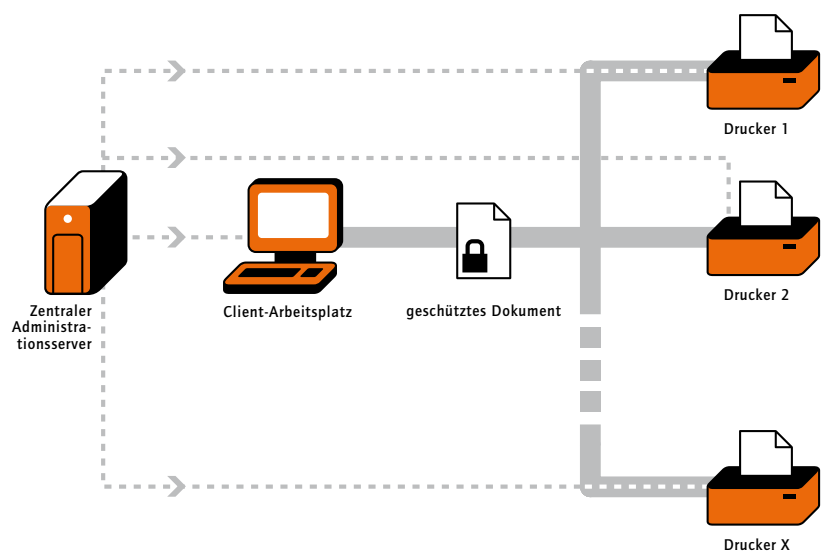 Drucker 1
Zentraler
Administra-
tionsserver
Client-Arbeitsplatz
geschütztes Dokument
Drucker 2
Drucker X